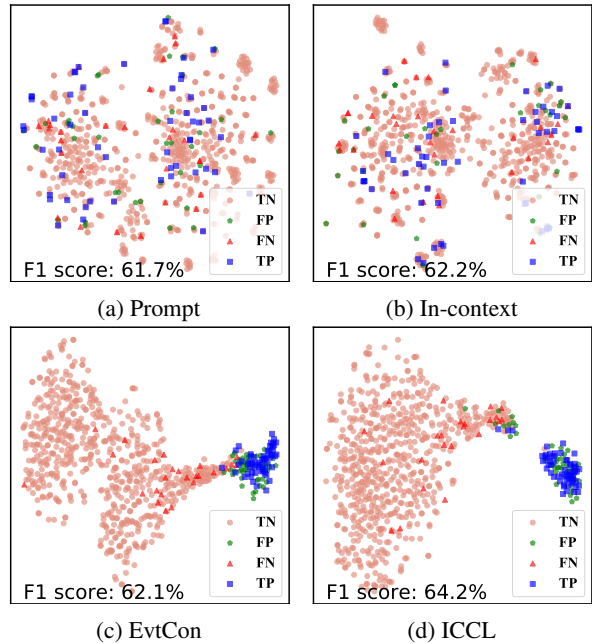 TN
FP
FN
TP
F1 score: 61.7%
(a) Prompt
TN
FP
FN
TP
F1 score: 62.2%
(b) In-context
TN
FP
FN
TP
F1 score: 62.1%
(c) EvtCon
TN
FP
FN
TP
F1 score: 64.2%
(d) ICCL